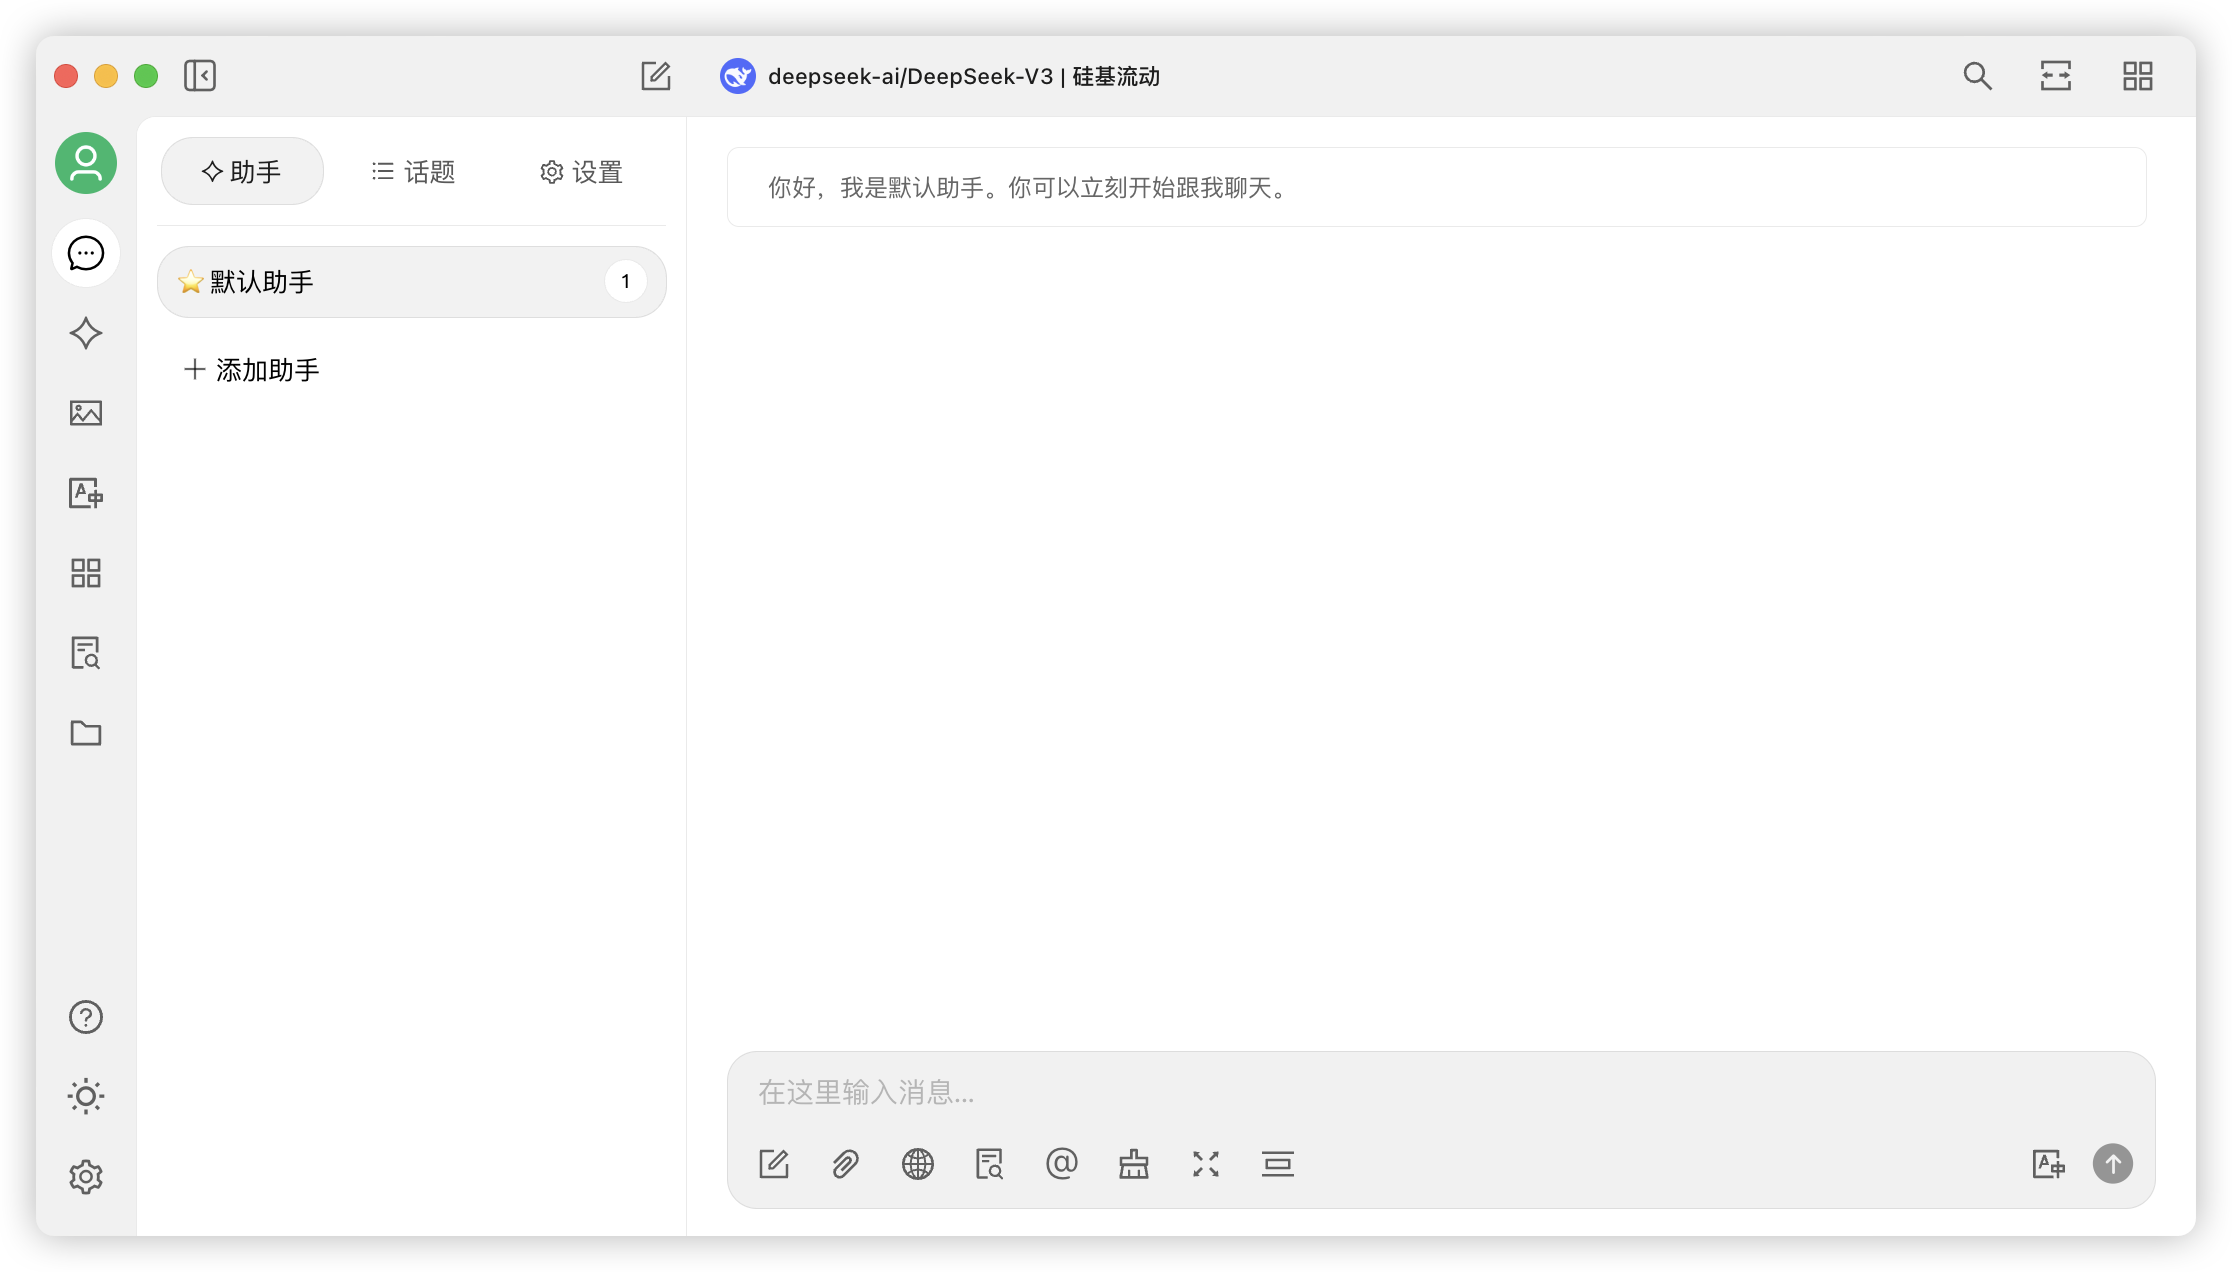 deepseek-ai/DeepSeek-V3 | 硅基流动
助手
话题
设置
默认助手
1
添加助手
你好，我是默认助手。你可以立刻开始跟我聊天。
在这里输入消息...